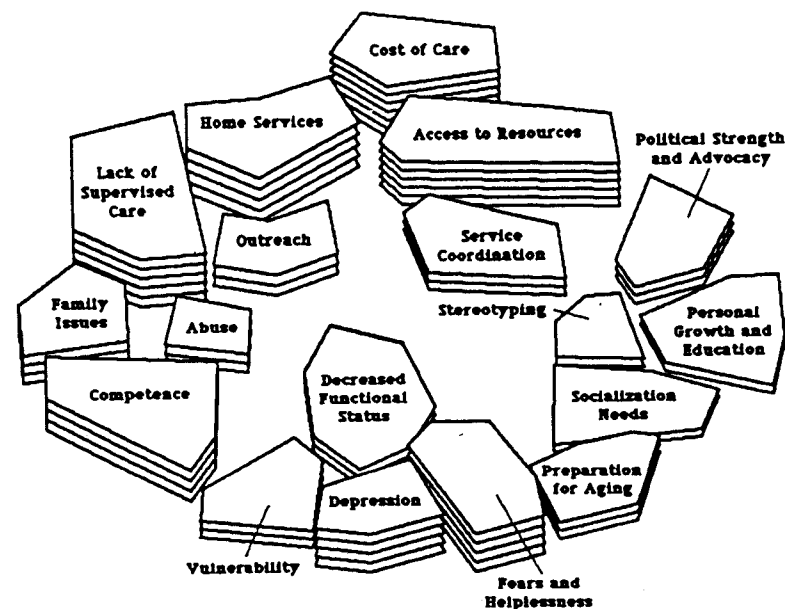 Cost of Care
Home Services
Access to Resources
Political Strength
and Advocacy
Lack of
Supervised
Care
Outreach
Service
Coordination
Family
Issues
Abuse
Stereotyping
Personal
Growth and
Education
Competence
Decreased
Functional
Status
Socialization
Needs
Preparation
for Aging
Depression
Vulnerability
Fears and
Helplessness